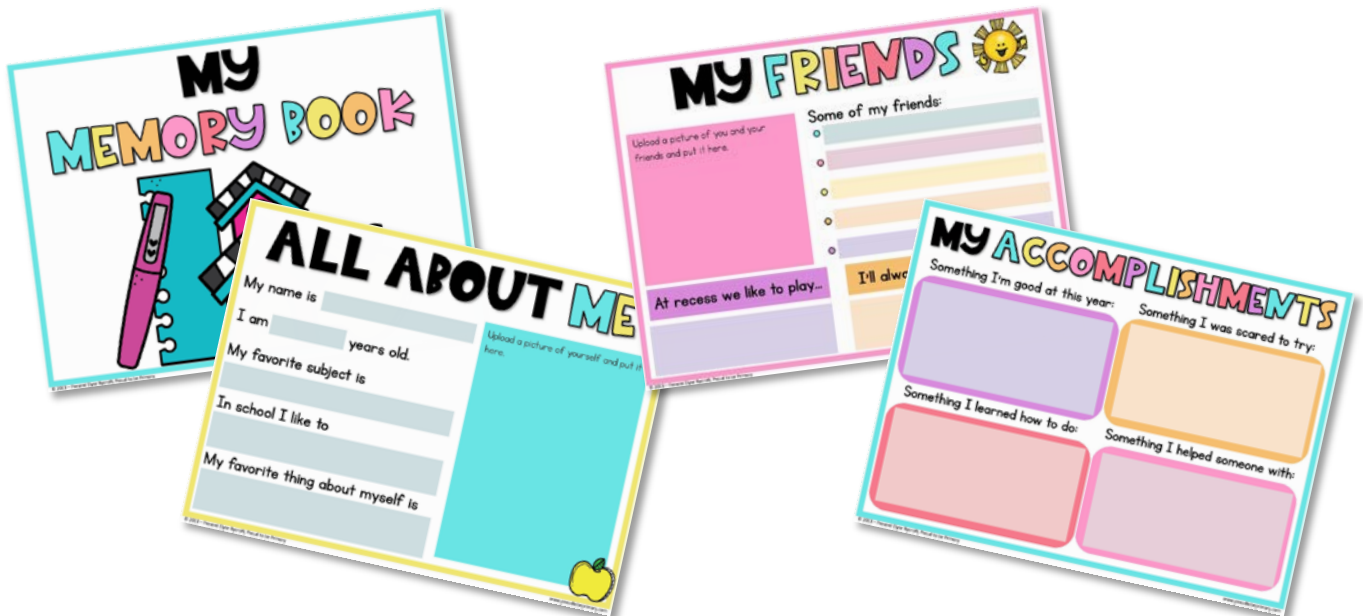 MY
MEMORY BOOK
ALL ABOUT ME
My name is
I am years old.
My favorite subject is
In school I like to
My favorite thing about myself is
Upload a picture of yourself and put it
here.
MY FRIENDS
Upload a picture of you and your
friends and put it here.
Some of my friends:
At recess we like to play...
I'll alwa
MY ACCOMPLISHMENTS
Something I'm good at this year:
Something I was scared to try:
Something I learned how to do:
Something I helped someone with: